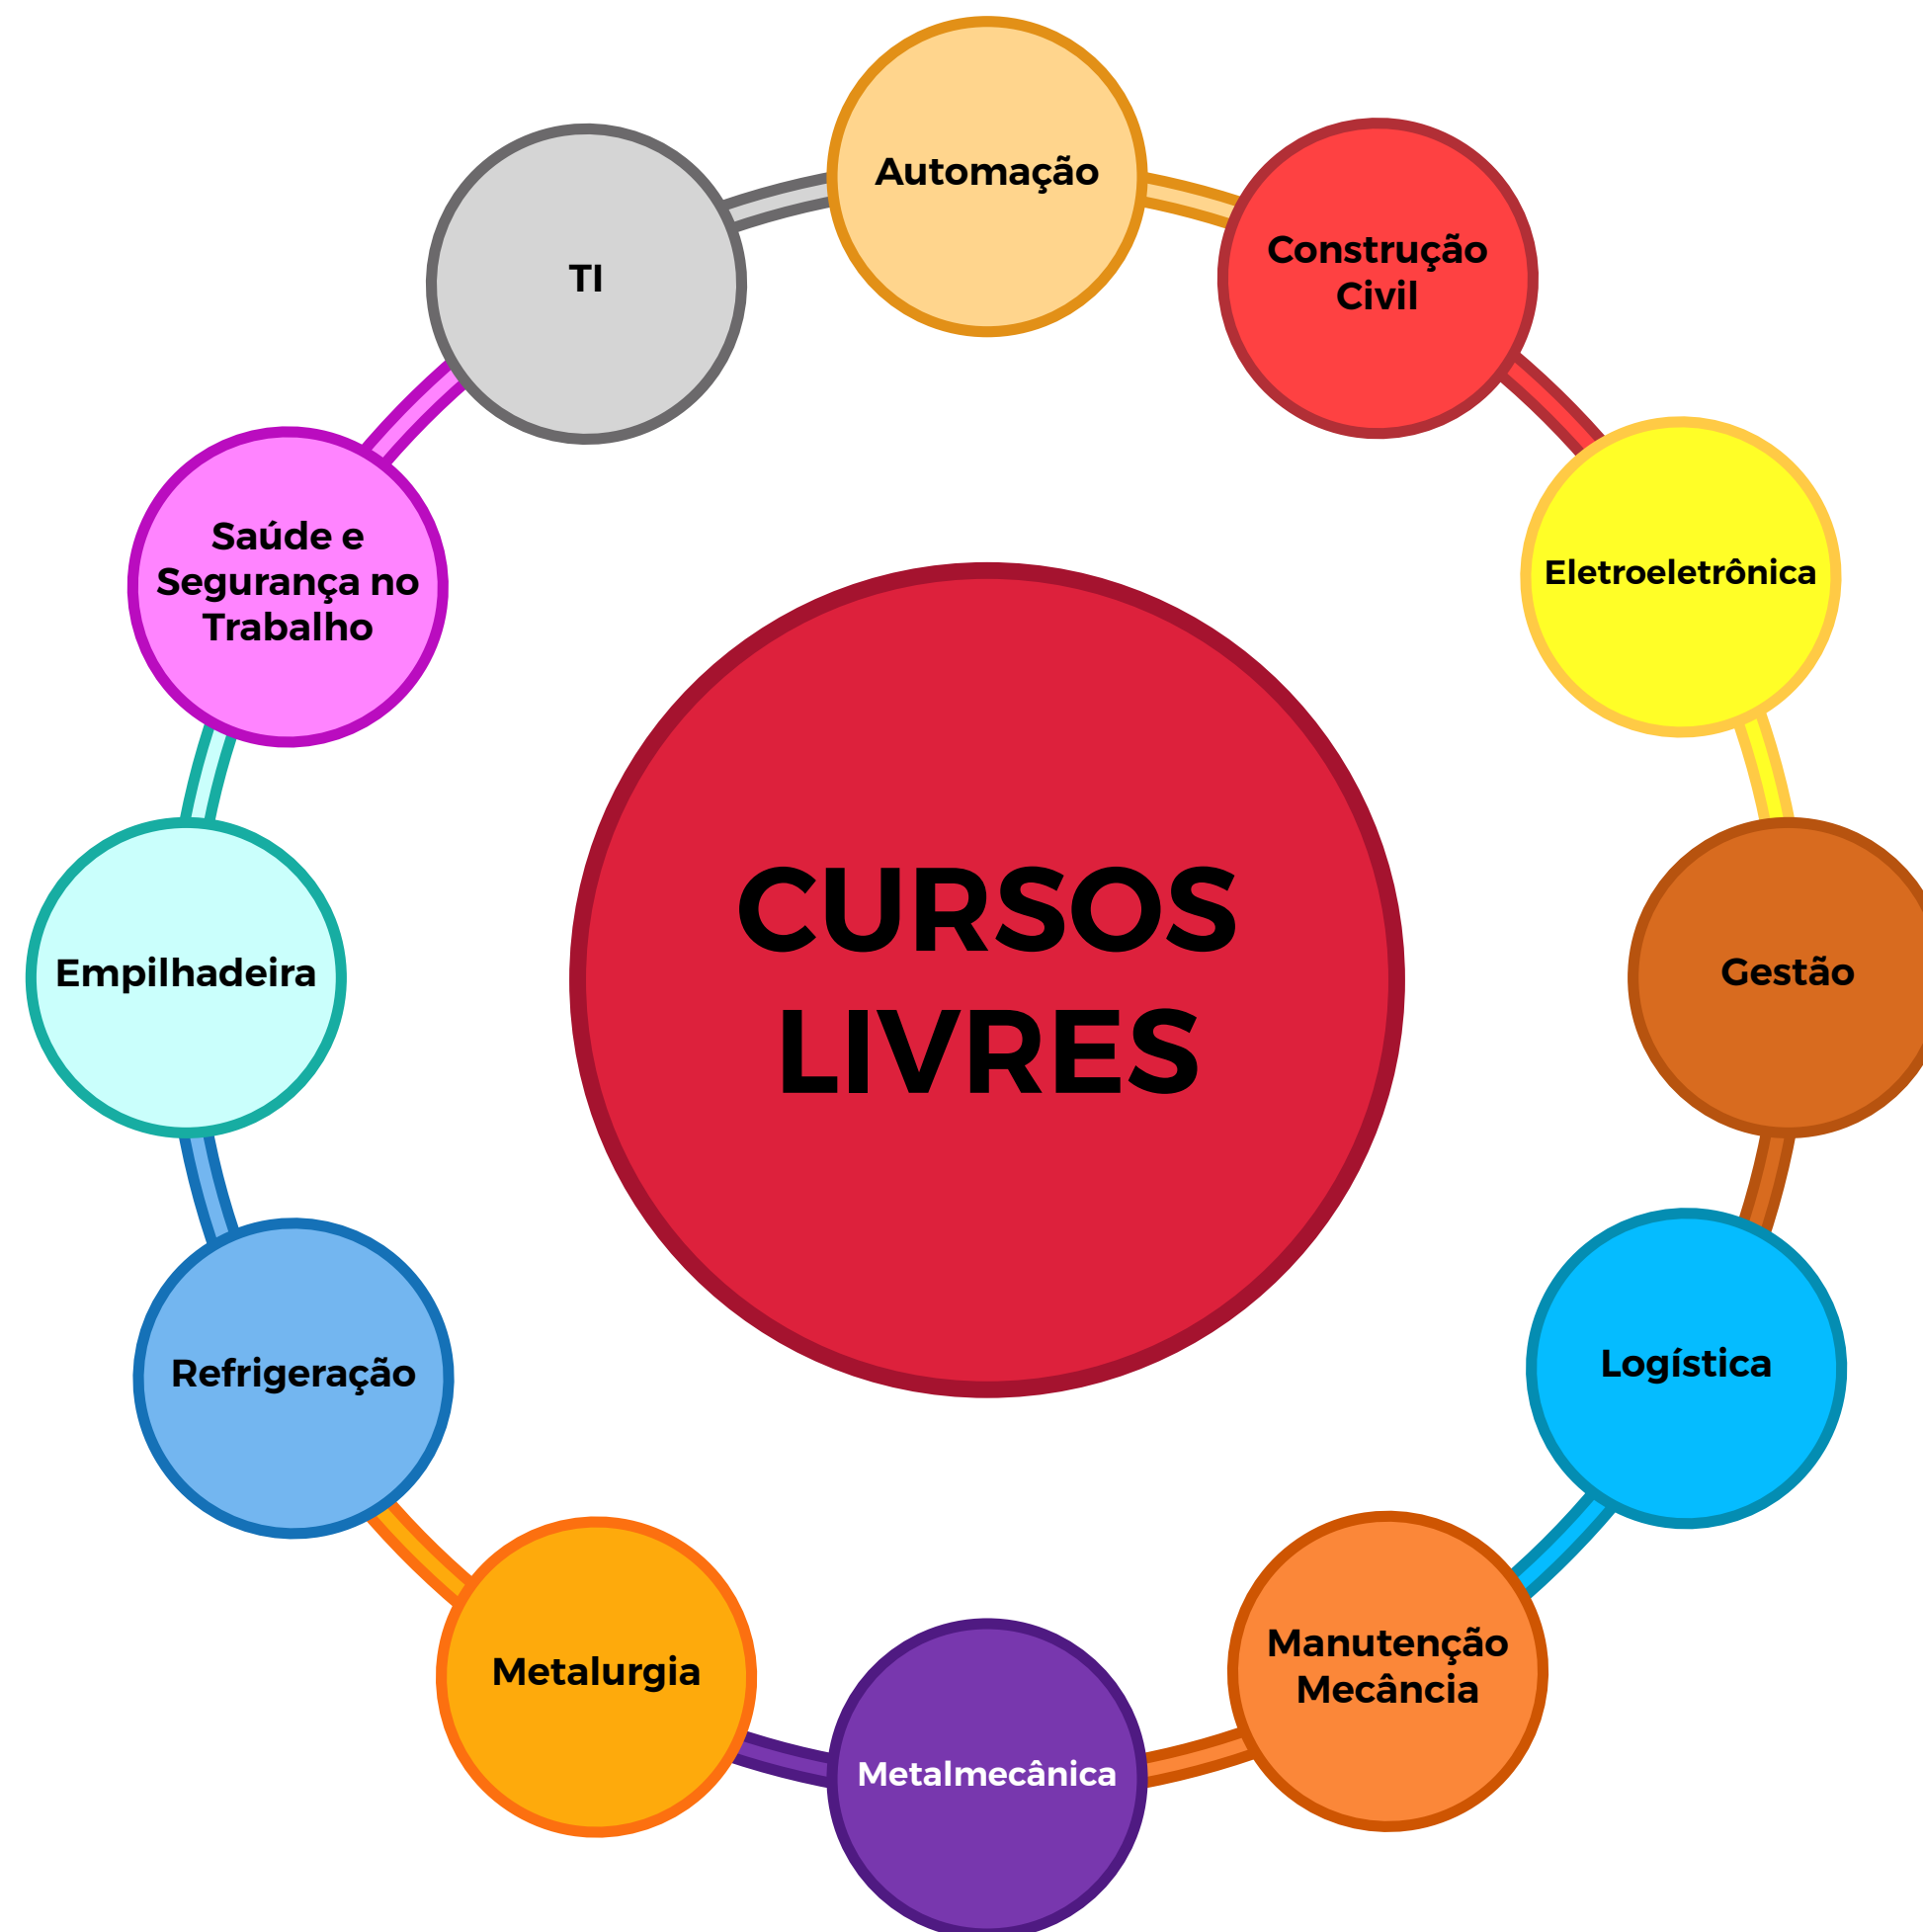 Automação
Construção
Civil
Eletroeletrônica
Gestão
Logística
Manutenção
Mecância
Metalmecânica
Metalurgia
Refrigeração
Empilhadeira
Saúde e
Segurança no
Trabalho
TI
CURSOS
LIVRES